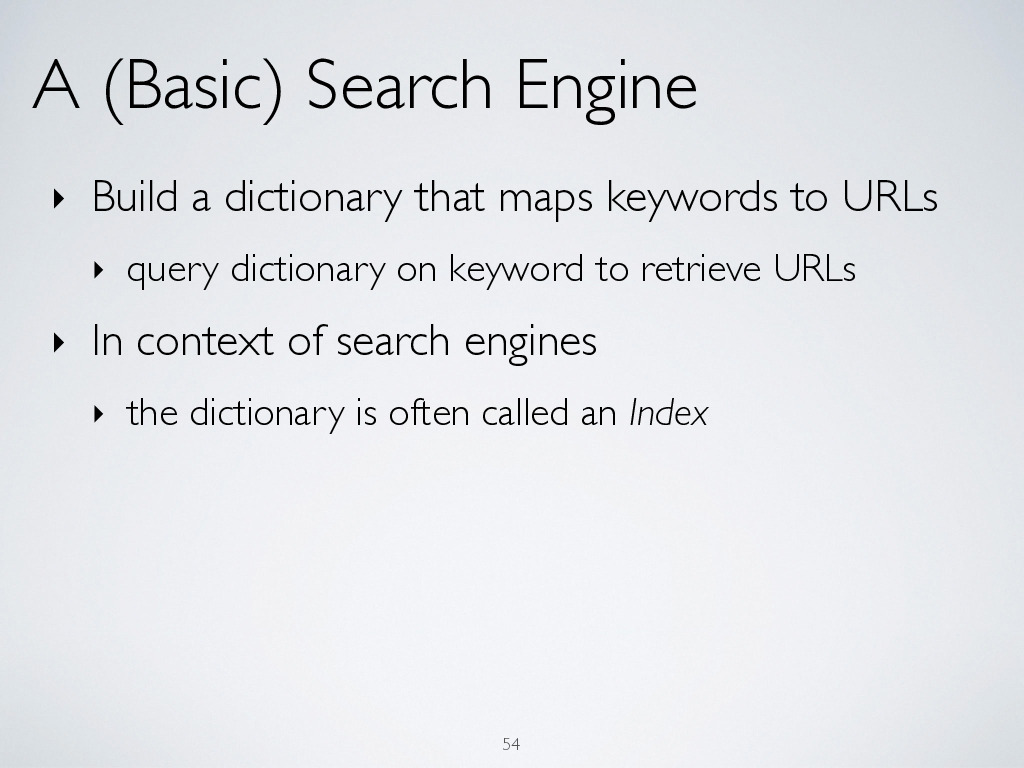 A (Basic) Search Engine
‣ Build a dictionary that maps keywords to URLs
‣ query dictionary on keyword to retrieve URLs
‣ In context of search engines
‣ the dictionary is often called an Index
54